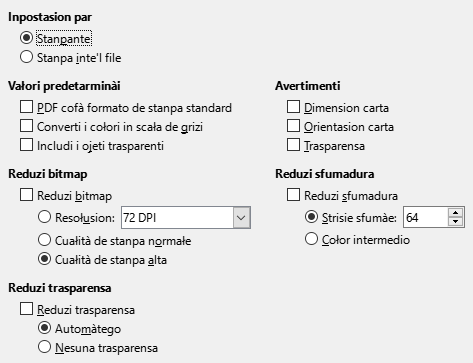 Inpostasion par
Stanpante
Stanpa inte'l file
Vałori predetarminài
PDF cofà formato de stanpa standard
Converti i cołori in scała de grizi
Includi i ojeti trasparenti
Avertimenti
Dimension carta
Orientasion carta
Trasparensa
Reduzi bitmap
Reduzi bitmap
Resołusion: 72 DPI
Cuałità de stanpa normałe
Cuałità de stanpa alta
Reduzi sfumadura
Reduzi sfumadura
Strisie sfumàe: 64
Cołor intermedio
Reduzi trasparensa
Reduzi trasparensa
Automàtego
Nesuna trasparensa